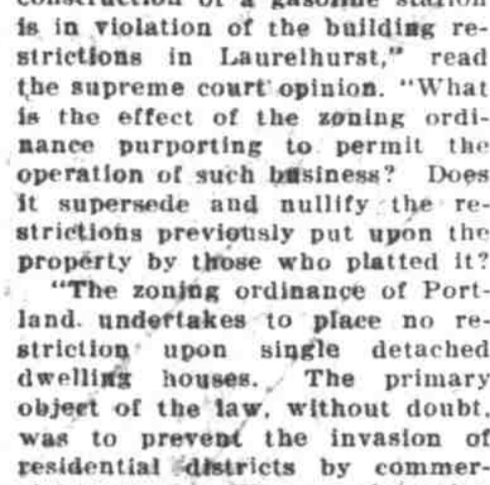 construction of a gasoline station
is in violation of the building re-
strictions in Laurelhurst," read
the supreme court opinion. "What
is the effect of the zoning ordi-
nance purporting to permit the
operation of such business? Does
it supersede and nullify the re-
strictions previously put upon the
property by those who platted it?
"The zoning ordinance of Port-
land undertakes to place no re-
striction upon single detached
dwelling houses. The primary
object of the law, without doubt,
was to prevent the invasion of
residential districts by commer-